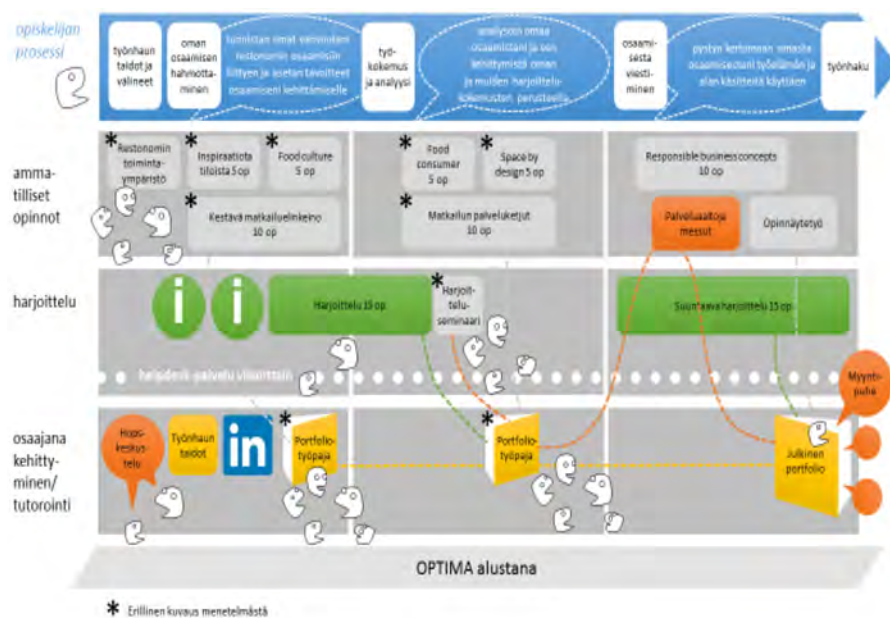 opiskelijan
prosessi
työnhaun
taidot ja
välineet
oman
osaamisen
hahmotta-
minen
tunnistan omat vahvuuteni
restonomin osaamisiin
liittyen ja asetan tavoitteet
osaamiseni kehittämiselle
työ-
kokemus
ja analyysi
analysoin omaa
osaamistani ja sen
kehittymistä oman
ja muiden harjoittelu-
kokemusten perusteella
osaami-
sesta
viesti-
minen
pystyn kertomaan omasta
osaamisestani työelämän ja
alan käsitteitä käyttäen
työnhaku
amma-
tilliset
opinnot
* Restonomin
toiminta-
ympäristö
* Inspiraatiota
tiloista 5 op
* Food culture
5 op
* Kestävä matkailuelinkeino
10 op
* Food
consumer
5 op
* Space by
design 5 op
* Matkailun palveluketjut
10 op
Responsible business concepts
10 op
Palveluaaltoja
messut
Opinnäytetyö
harjoittelu
i i
Harjoittelu 15 op
* Harjoit-
telu-
seminaari
Suuntaava harjoittelu 15 op
helpdesk-palvelu viikoittain
osaajana
kehitty-
minen/
tutorointi
Hops-
keskus-
telu
Työnhaun
taidot
in
* Portfolio-
työpaja
* Portfolio-
työpaja
Julkinen
portfolio
Myynti-
puhe
OPTIMA alustana
* Erillinen kuvaus menetelmästä